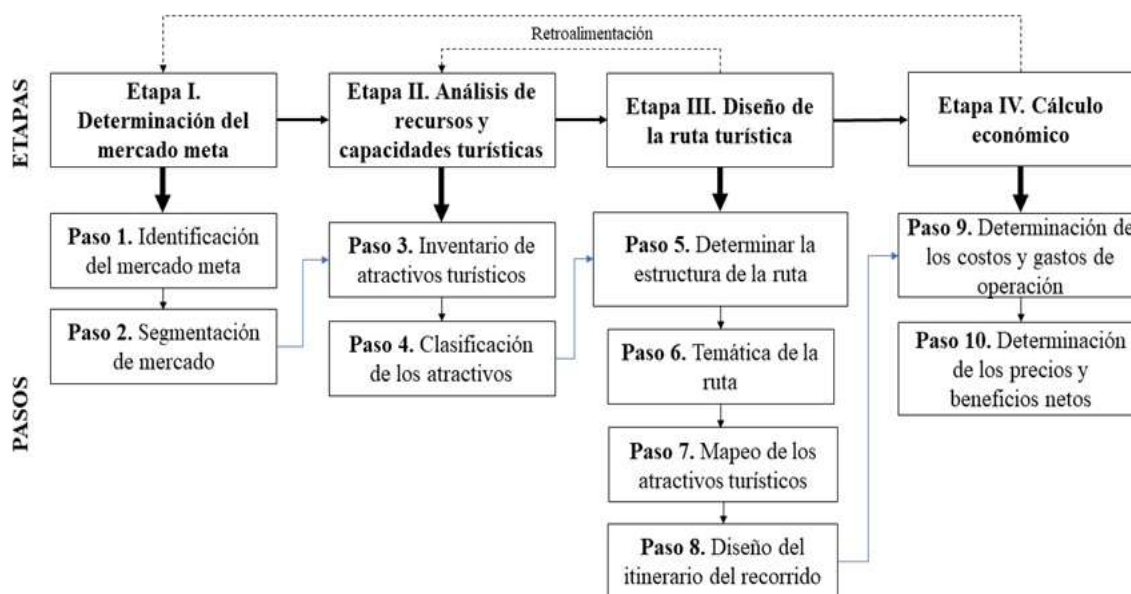 Retroalimentación
ETAPAS
Etapa I.
Determinación del
mercado meta
Etapa II. Análisis de
recursos y
capacidades turísticas
Etapa III. Diseño de
la ruta turística
Etapa IV. Cálculo
económico
PASOS
Paso 1. Identificación
del mercado meta
Paso 2. Segmentación
de mercado
Paso 3. Inventario de
atractivos turísticos
Paso 4. Clasificación
de los atractivos
Paso 5. Determinar la
estructura de la ruta
Paso 6. Temática de la
ruta
Paso 7. Mapeo de los
atractivos turísticos
Paso 8. Diseño del
itinerario del recorrido
Paso 9. Determinación de
los costos y gastos de
operación
Paso 10. Determinación
de los precios y
beneficios netos